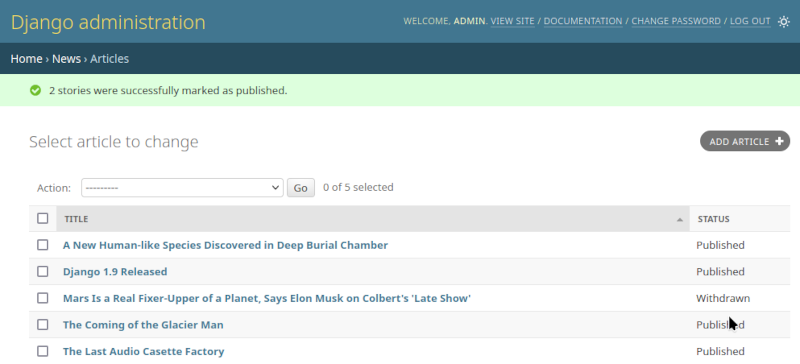 Django administration
WELCOME, ADMIN. VIEW SITE / DOCUMENTATION / CHANGE PASSWORD / LOG OUT
Home › News › Articles
2 stories were successfully marked as published.
Select article to change
ADD ARTICLE +
Action: --------- Go 0 of 5 selected
TITLE STATUS
A New Human-like Species Discovered in Deep Burial Chamber Published
Django 1.9 Released Published
Mars Is a Real Fixer-Upper of a Planet, Says Elon Musk on Colbert's 'Late Show' Withdrawn
The Coming of the Glacier Man Published
The Last Audio Casette Factory Published